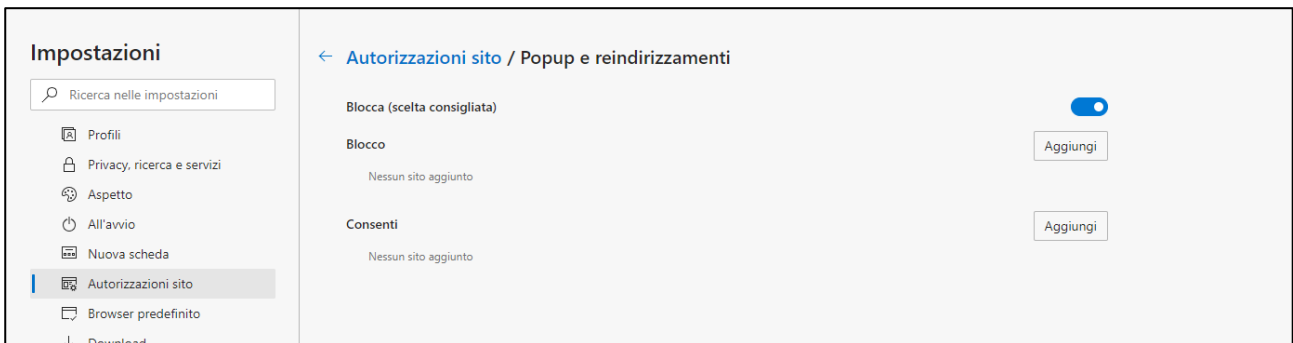 Impostazioni
Ricerca nelle impostazioni
Profili
Privacy, ricerca e servizi
Aspetto
All'avvio
Nuova scheda
Autorizzazioni sito
Browser predefinito
Download
← Autorizzazioni sito / Popup e reindirizzamenti
Blocca (scelta consigliata)
Blocco Aggiungi
Nessun sito aggiunto
Consenti Aggiungi
Nessun sito aggiunto